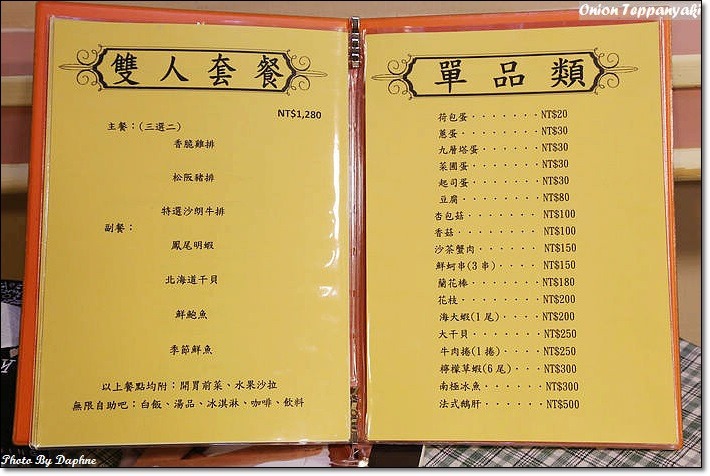 Onion Teppanyaki
雙人套餐
NT$1,280
主餐：(三選二)
香脆雞排
松阪豬排
特選沙朗牛排
副餐：
鳳尾明蝦
北海道干貝
鮮鮑魚
季節鮮魚
以上餐點均附：開胃前菜、水果沙拉
無限自助吧：白飯、湯品、冰淇淋、咖啡、飲料
單品類
荷包蛋·······NT$20
蔥蛋········NT$30
九層塔蛋······NT$30
菜圃蛋·······NT$30
起司蛋·······NT$30
豆腐········NT$80
杏包菇·······NT$100
香菇········NT$100
沙茶蟹肉······NT$150
鮮蚵串(3串)····NT$150
蘭花棒·······NT$180
花枝········NT$200
海大蝦(1尾)····NT$200
大干貝·······NT$250
牛肉捲(1捲)····NT$250
檸檬草蝦(6尾)···NT$300
南極冰魚······NT$300
法式鵝肝······NT$500
Photo By Daphne